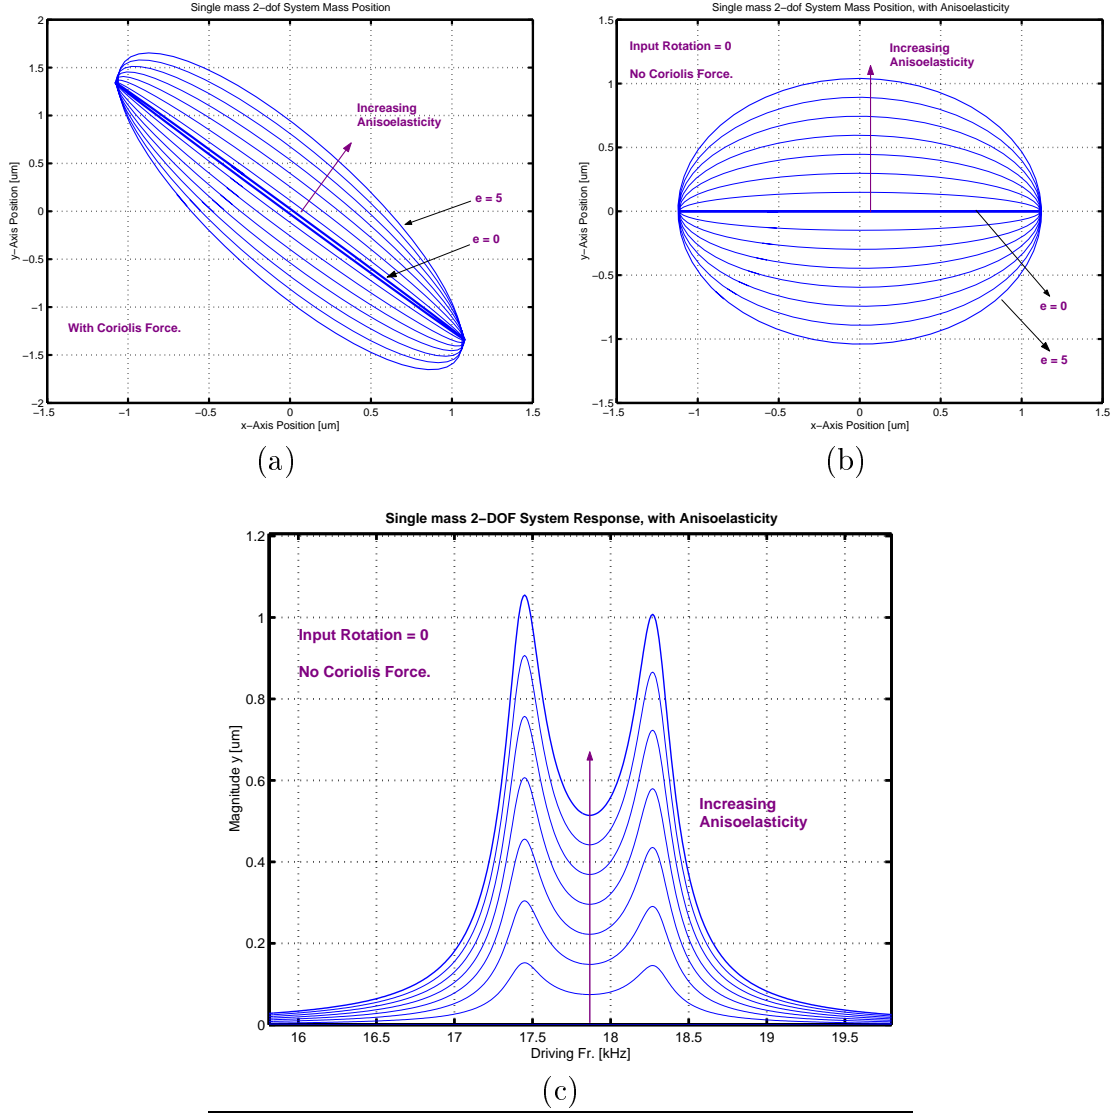 Single mass 2−dof System Mass Position
2
1.5
1
0.5
0
−0.5
−1
−1.5
−2
y−Axis Position [um]
Increasing
Anisoelasticity
e = 5
e = 0
With Coriolis Force.
−1.5
−1
−0.5
0
0.5
1
1.5
x−Axis Position [um]
(a)
Single mass 2−dof System Mass Position, with Anisoelasticity
1.5
1
0.5
0
−0.5
−1
−1.5
y−Axis Position [um]
Input Rotation = 0
No Coriolis Force.
Increasing
Anisoelasticity
e = 0
e = 5
−1.5
−1
−0.5
0
0.5
1
1.5
x−Axis Position [um]
(b)
Single mass 2−DOF System Response, with Anisoelasticity
1.2
1
0.8
0.6
0.4
0.2
0
Magnitude y [um]
Input Rotation = 0
No Coriolis Force.
Increasing
Anisoelasticity
16
16.5
17
17.5
18
18.5
19
19.5
Driving Fr. [kHz]
(c)